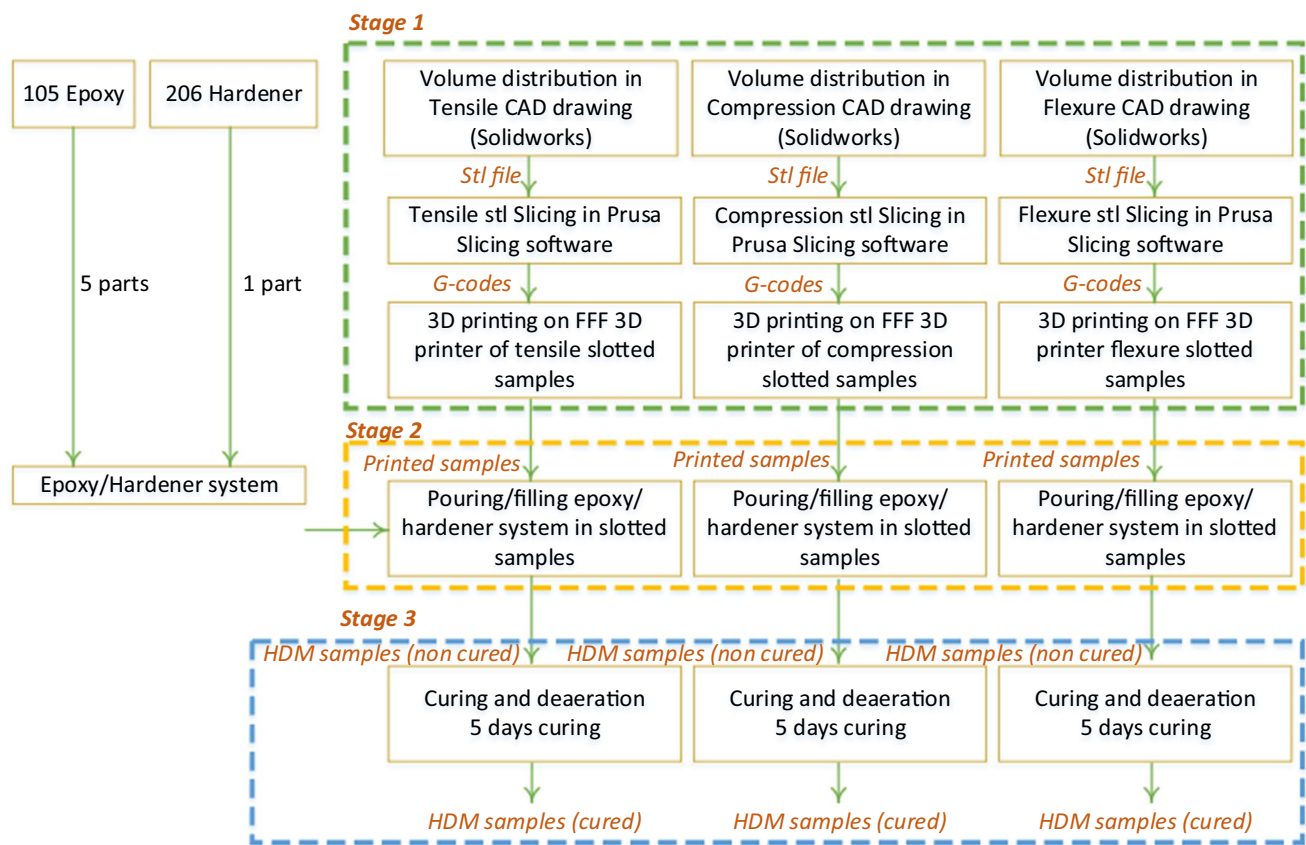 Stage 1
105 Epoxy
206 Hardener
Volume distribution in
Tensile CAD drawing
(Solidworks)
Volume distribution in
Compression CAD drawing
(Solidworks)
Volume distribution in
Flexure CAD drawing
(Solidworks)
Stl file
Stl file
Stl file
Tensile stl Slicing in Prusa
Slicing software
Compression stl Slicing in
Prusa Slicing software
Flexure stl Slicing in Prusa
Slicing software
5 parts
1 part
G-codes
G-codes
G-codes
3D printing on FFF 3D
printer of tensile slotted
samples
3D printing on FFF 3D
printer of compression
slotted samples
3D printing on FFF 3D
printer flexure slotted
samples
Stage 2
Printed samples
Printed samples
Printed samples
Epoxy/Hardener system
Pouring/filling epoxy/
hardener system in slotted
samples
Pouring/filling epoxy/
hardener system in slotted
samples
Pouring/filling epoxy/
hardener system in slotted
samples
Stage 3
HDM samples (non cured)
HDM samples (non cured)
HDM samples (non cured)
Curing and deaeration
5 days curing
Curing and deaeration
5 days curing
Curing and deaeration
5 days curing
HDM samples (cured)
HDM samples (cured)
HDM samples (cured)